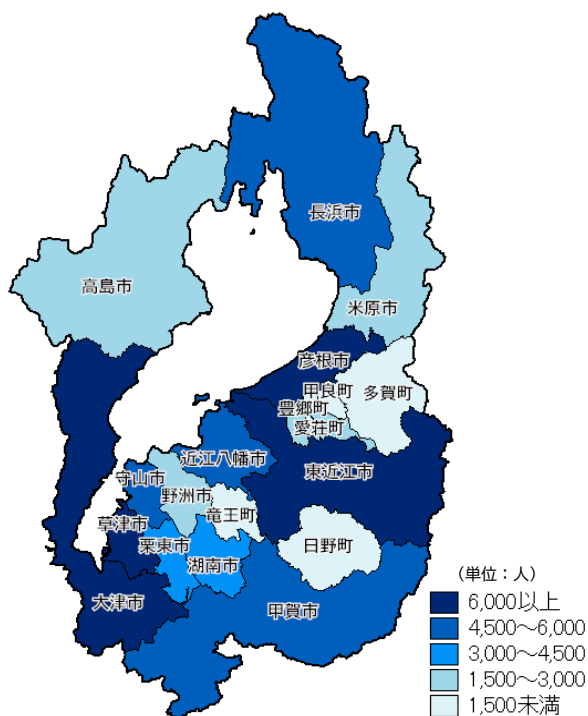 長浜市
高島市
米原市
彦根市
甲良町
多賀町
豊郷町
愛荘町
近江八幡市
東近江市
守山市
野洲市
竜王町
草津市
栗東市
日野町
湖南市
大津市
甲賀市
(単位：人)
6,000以上
4,500～6,000
3,000～4,500
1,500～3,000
1,500未満